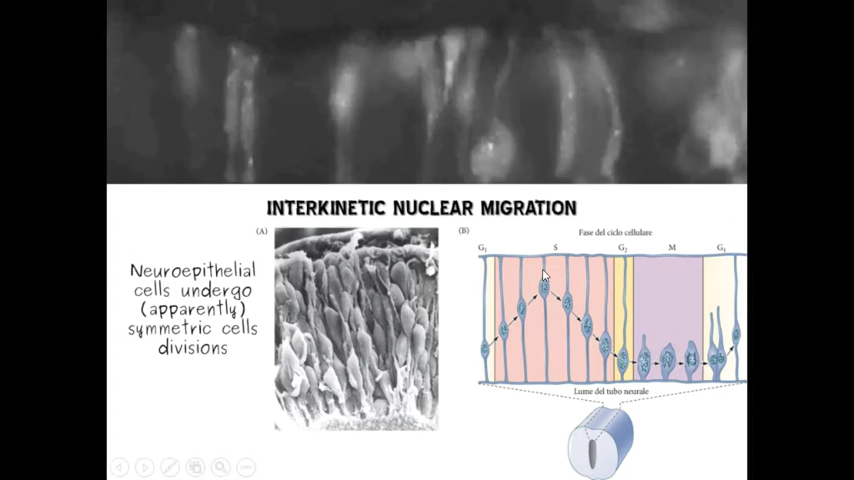 INTERKINETIC NUCLEAR MIGRATION
Neuroepithelial
cells undergo
(apparently)
symmetric cells
divisions
(A)
(B)
Fase del ciclo cellulare
G1 S G2 M G1
Lume del tubo neurale